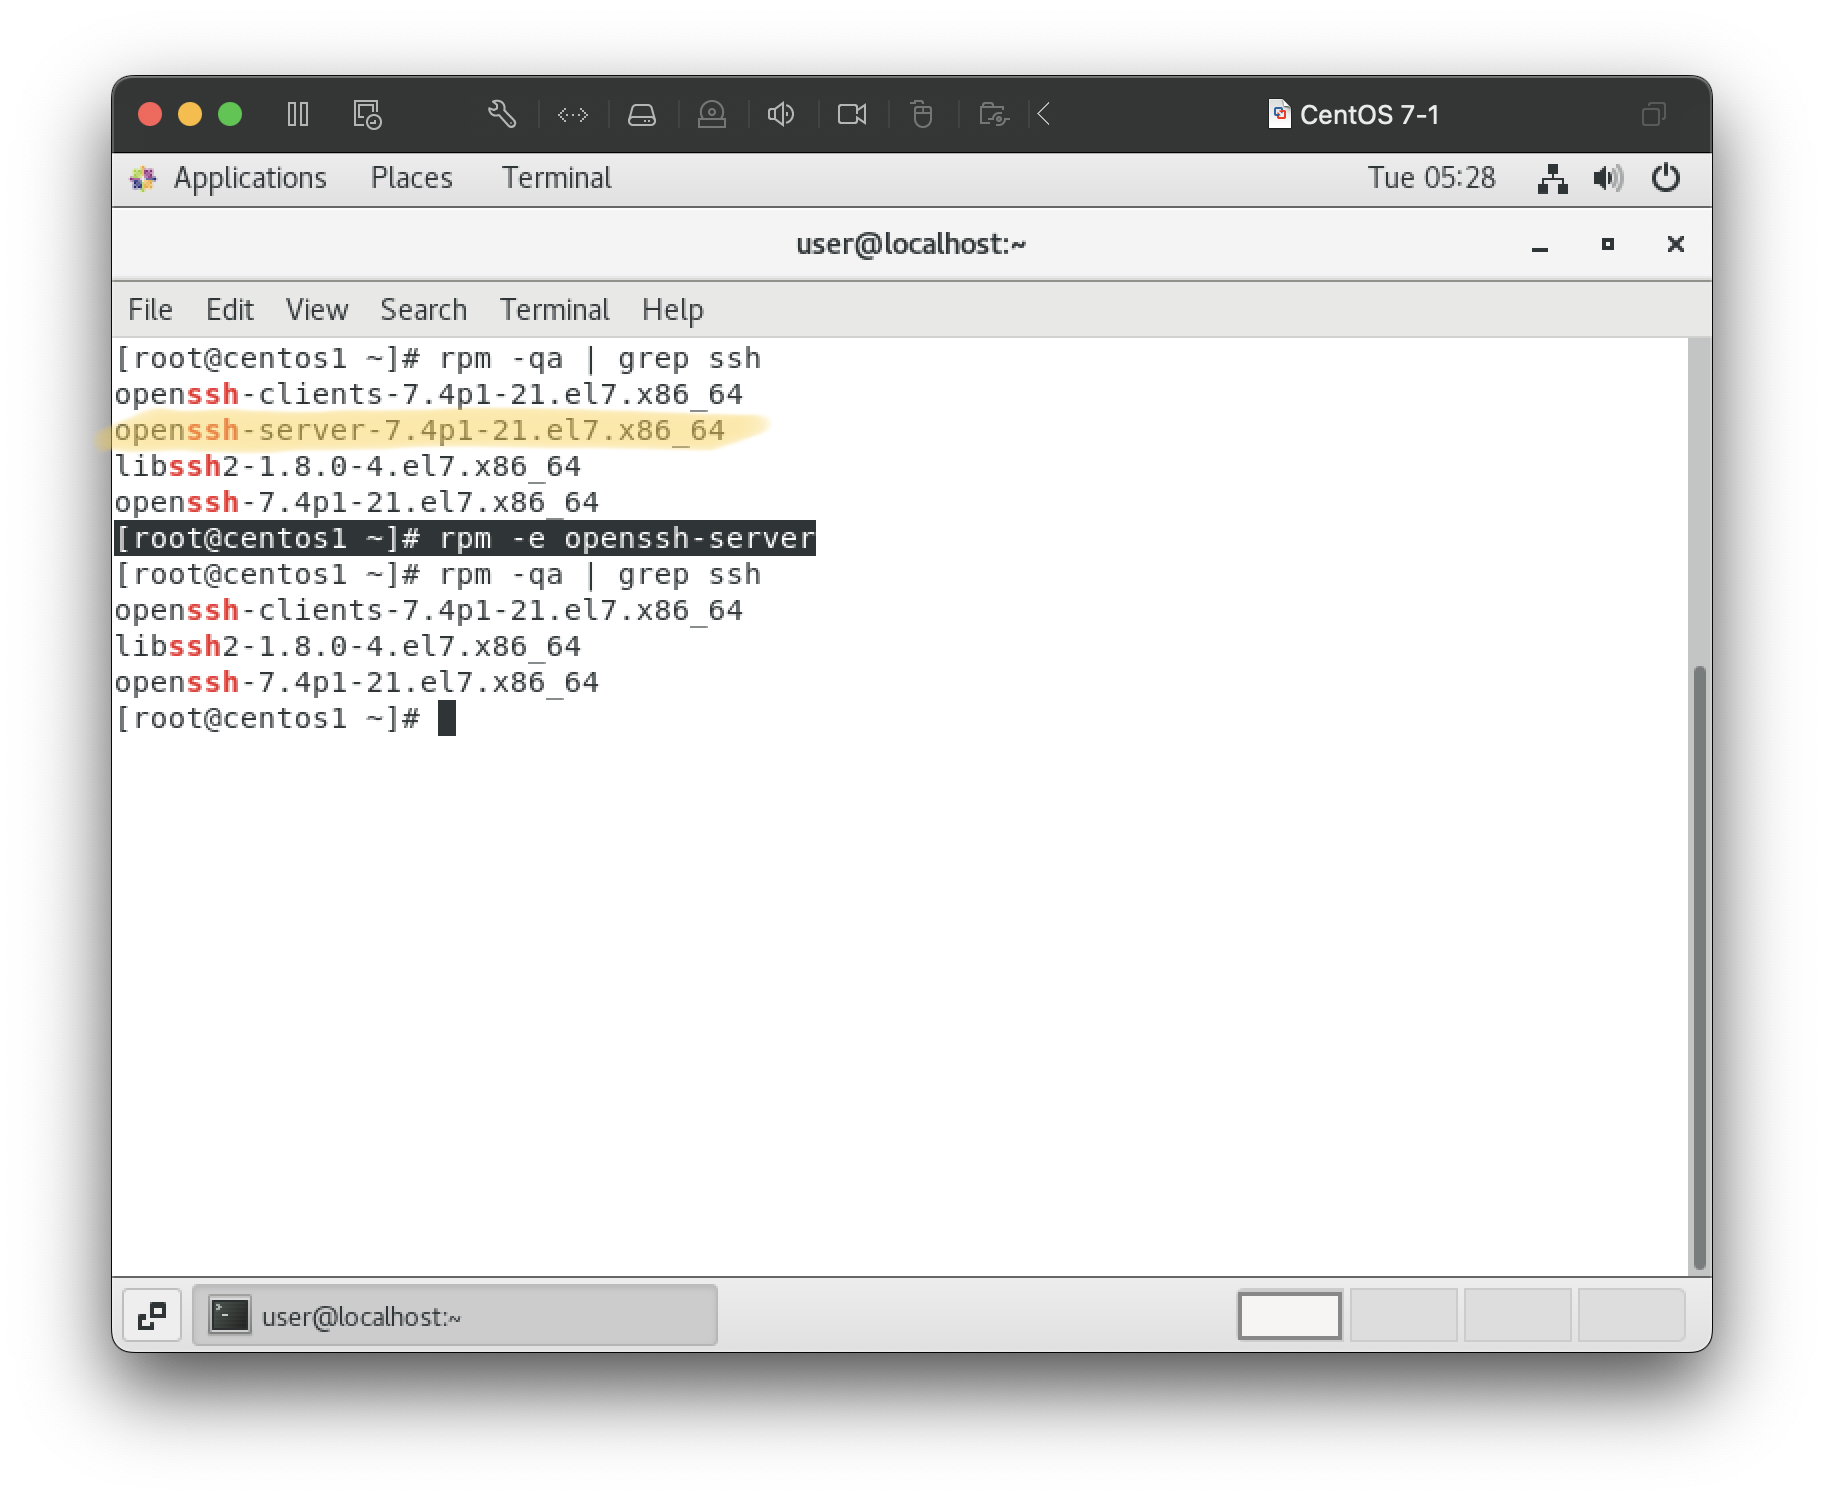 CentOS 7-1
Applications Places Terminal Tue 05:28
user@localhost:~
File Edit View Search Terminal Help
[root@centos1 ~]# rpm -qa | grep ssh
openssh-clients-7.4p1-21.el7.x86_64
openssh-server-7.4p1-21.el7.x86_64
libssh2-1.8.0-4.el7.x86_64
openssh-7.4p1-21.el7.x86_64
[root@centos1 ~]# rpm -e openssh-server
[root@centos1 ~]# rpm -qa | grep ssh
openssh-clients-7.4p1-21.el7.x86_64
libssh2-1.8.0-4.el7.x86_64
openssh-7.4p1-21.el7.x86_64
[root@centos1 ~]#
user@localhost:~